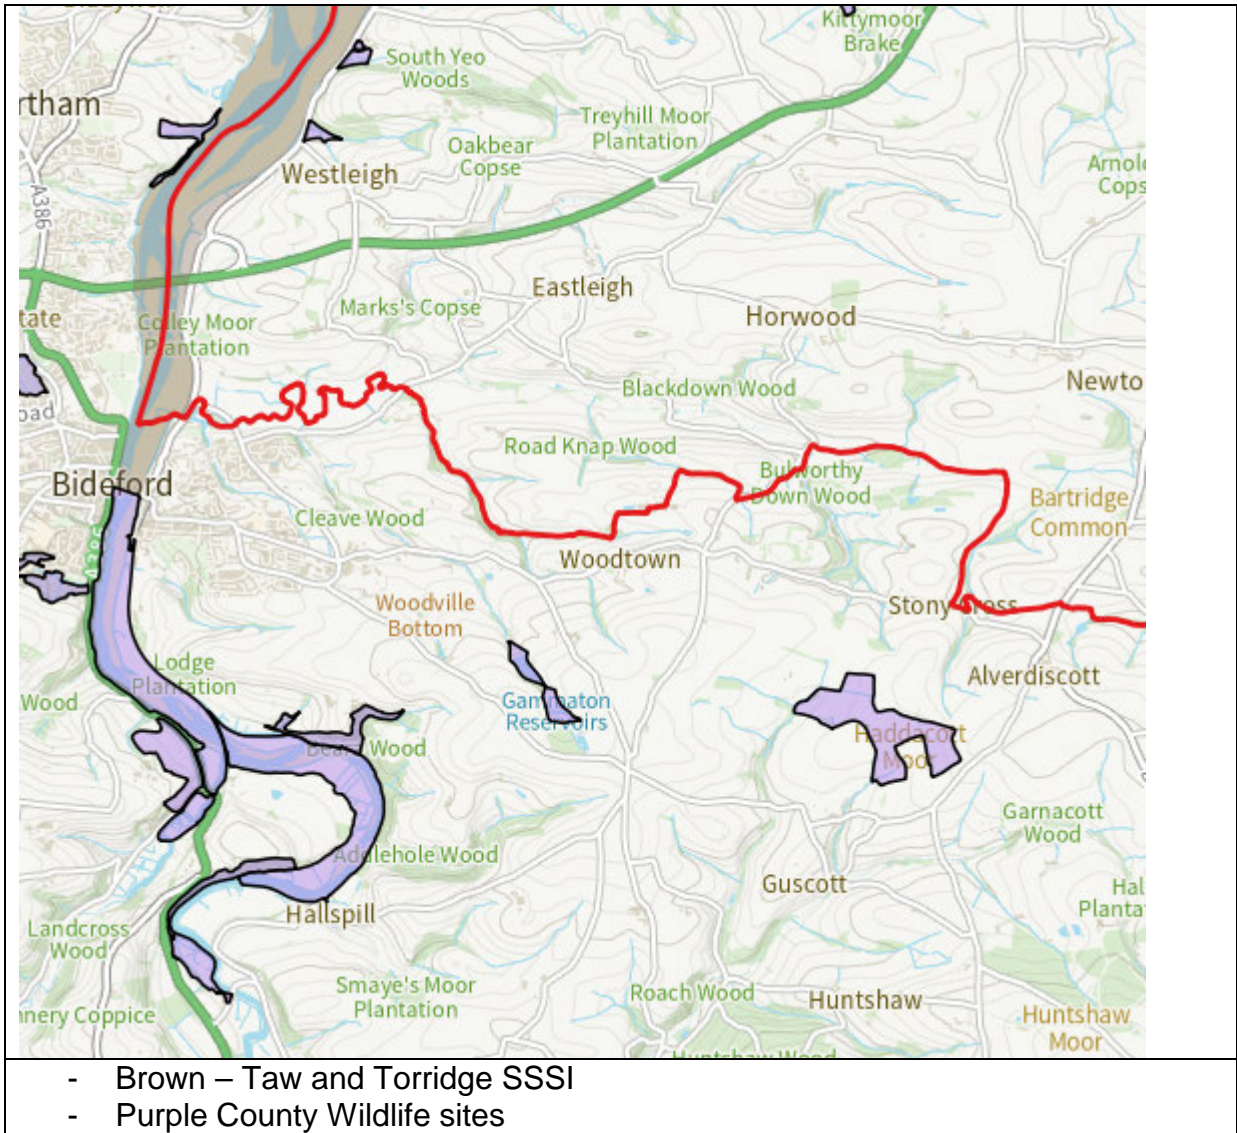 Kittymoor
Brake
South Yeo
Woods
rtham
Treyhill Moor
Plantation
Oakbear
Copse
Arnol
Cops
Westleigh
A386
Eastleigh
Marks's Copse
Horwood
tate
Colley Moor
Plantation
Newto
Blackdown Wood
oad
Road Knap Wood
Bulworthy
Down Wood
Bideford
Bartridge
Common
Cleave Wood
Woodtown
Woodville
Bottom
Stony Cross
Lodge
Plantation
Alverdiscott
Wood
Gammaton
Reservoirs
Haddacott
Moor
Wood
Garnacott
Wood
Addlehole Wood
Guscott
Hal
Planta
Hallspill
Landcross
Wood
Smaye's Moor
Plantation
Roach Wood
Huntshaw
nnery Coppice
Huntshaw
Moor
Huntshaw Wood
- Brown – Taw and Torridge SSSI
- Purple County Wildlife sites